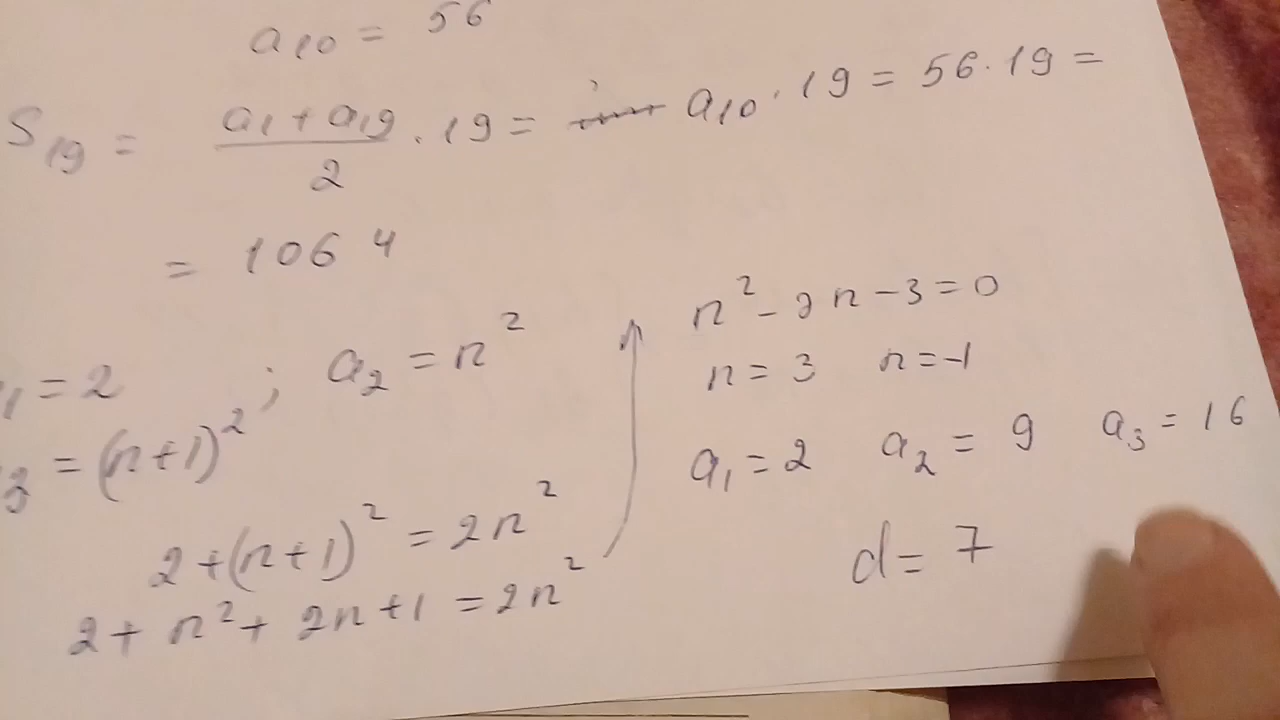 a₁₀ = 56
S₁₉ = (a₁ + a₁₉)/2 · 19 = a₁₀ · 19 = 56 · 19 =
= 1064
₁ = 2 ; a₂ = n²
₃ = (n+1)²
2 + (n+1)² = 2n²
2 + n² + 2n + 1 = 2n²
n² - 2n - 3 = 0
n = 3 n = -1
a₁ = 2 a₂ = 9 a₃ = 16
d = 7